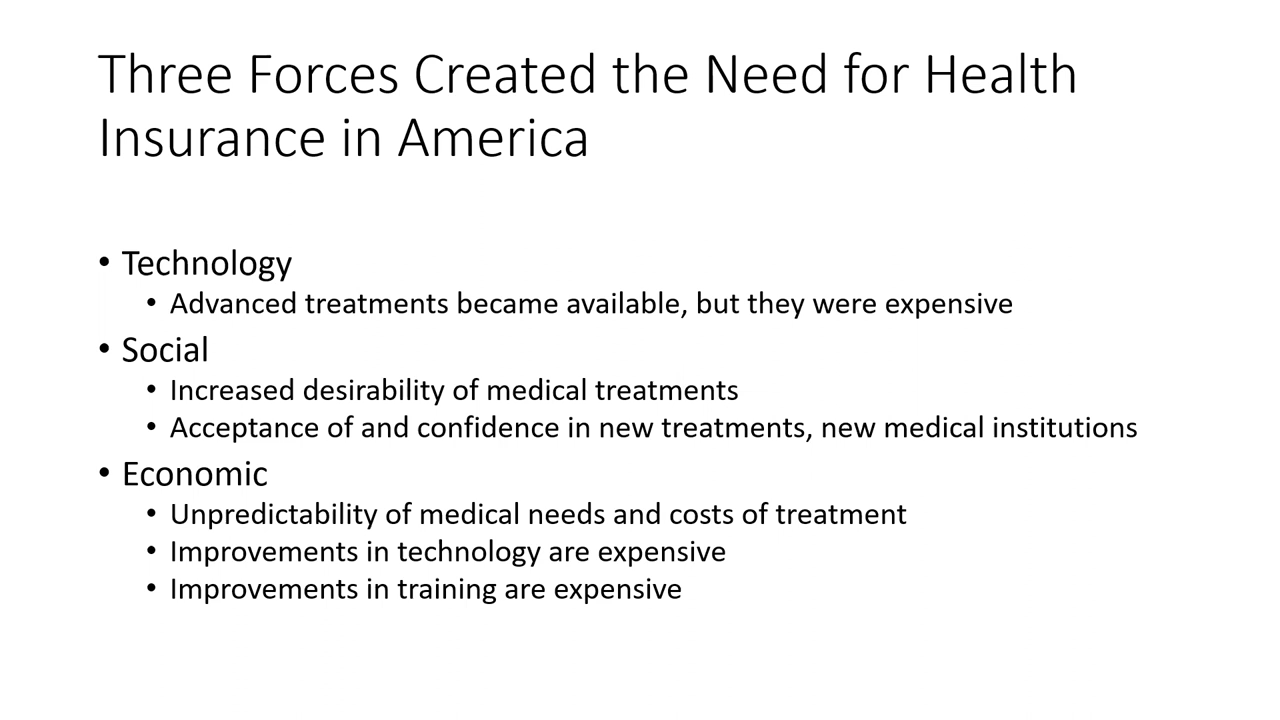 Three Forces Created the Need for Health
Insurance in America
• Technology
• Advanced treatments became available, but they were expensive
• Social
• Increased desirability of medical treatments
• Acceptance of and confidence in new treatments, new medical institutions
• Economic
• Unpredictability of medical needs and costs of treatment
• Improvements in technology are expensive
• Improvements in training are expensive